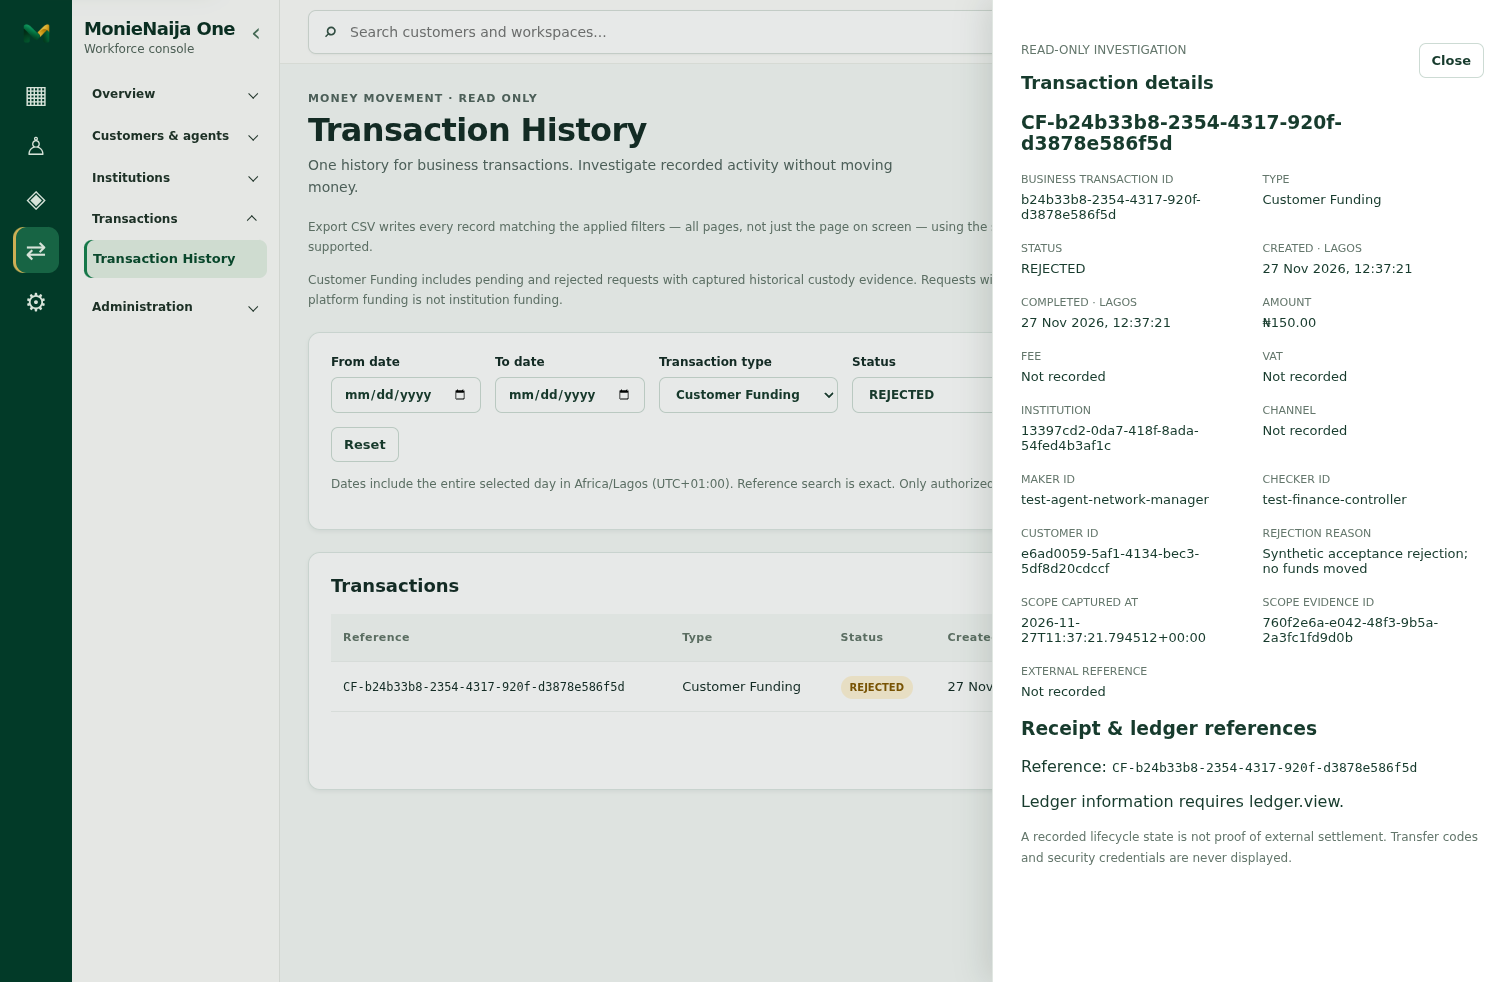 MonieNaija One
Workforce console
Overview
Customers & agents
Institutions
Transactions
Transaction History
Administration
Search customers and workspaces...
MONEY MOVEMENT · READ ONLY
Transaction History
One history for business transactions. Investigate recorded activity without moving
money.
Export CSV writes every record matching the applied filters — all pages, not just the page on screen — using the
supported.
Customer Funding includes pending and rejected requests with captured historical custody evidence. Requests
platform funding is not institution funding.
From date
To date
Transaction type
Status
mm/dd/yyyy
mm/dd/yyyy
Customer Funding
REJECTED
Reset
Dates include the entire selected day in Africa/Lagos (UTC+01:00). Reference search is exact. Only authorized
Transactions
Reference
Type
Status
CF-b24b33b8-2354-4317-920f-d3878e586f5d
Customer Funding
REJECTED
27 Nov
READ-ONLY INVESTIGATION
Close
Transaction details
CF-b24b33b8-2354-4317-920f-
d3878e586f5d
BUSINESS TRANSACTION ID
b24b33b8-2354-4317-920f-
d3878e586f5d
TYPE
Customer Funding
STATUS
REJECTED
CREATED · LAGOS
27 Nov 2026, 12:37:21
COMPLETED · LAGOS
27 Nov 2026, 12:37:21
AMOUNT
₦150.00
FEE
Not recorded
VAT
Not recorded
INSTITUTION
13397cd2-0da7-418f-8ada-
54fed4b3af1c
CHANNEL
Not recorded
MAKER ID
test-agent-network-manager
CHECKER ID
test-finance-controller
CUSTOMER ID
e6ad0059-5af1-4134-bec3-
5df8d20cdccf
REJECTION REASON
Synthetic acceptance rejection;
no funds moved
SCOPE CAPTURED AT
2026-11-
27T11:37:21.794512+00:00
SCOPE EVIDENCE ID
760f2e6a-e042-48f3-9b5a-
2a3fc1fd9d0b
EXTERNAL REFERENCE
Not recorded
Receipt & ledger references
Reference: CF-b24b33b8-2354-4317-920f-d3878e586f5d
Ledger information requires ledger.view.
A recorded lifecycle state is not proof of external settlement. Transfer codes
and security credentials are never displayed.